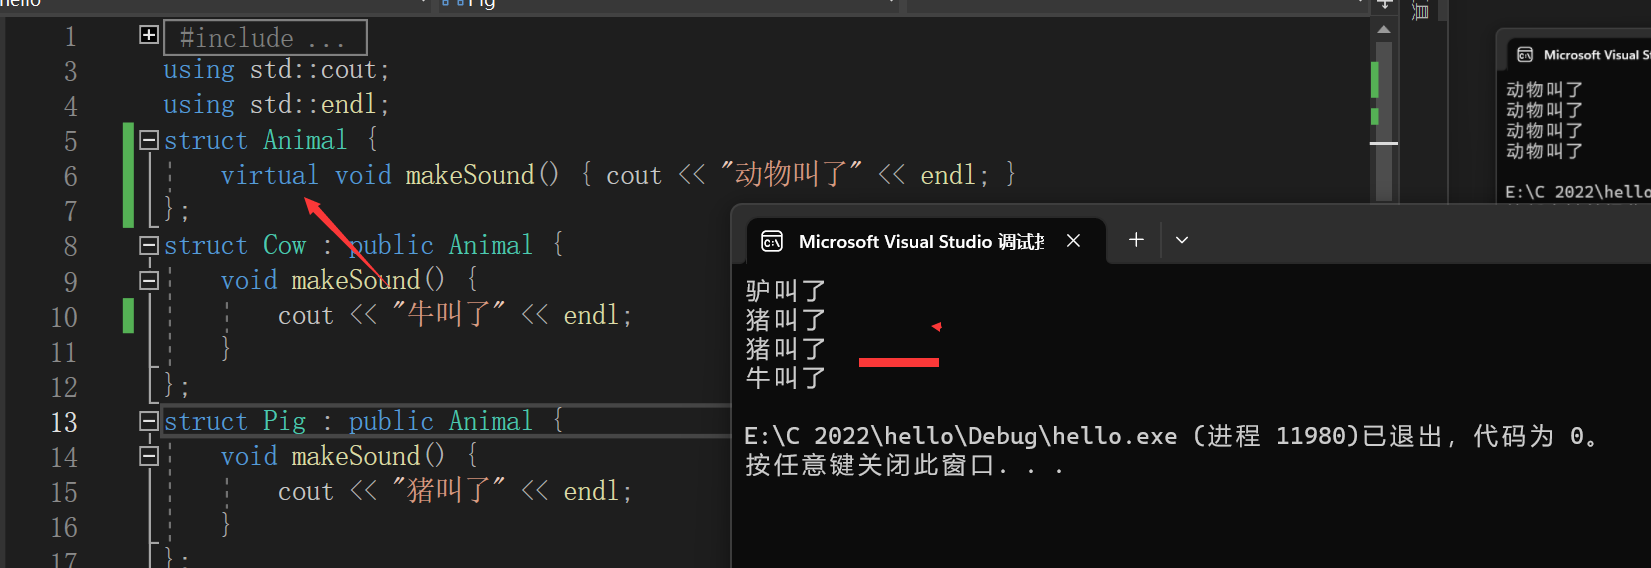 hello
Pig
具
1 #include ...
3 using std::cout;
4 using std::endl;
5 struct Animal {
6 virtual void makeSound() { cout << "动物叫了" << endl; }
7 };
8 struct Cow : public Animal {
9 void makeSound() {
10 cout << "牛叫了" << endl;
11 }
12 };
13 struct Pig : public Animal {
14 void makeSound() {
15 cout << "猪叫了" << endl;
16 }
17 };
Microsoft Visual S
动物叫了
动物叫了
动物叫了
动物叫了
E:\C 2022\hello
Microsoft Visual Studio 调试
驴叫了
猪叫了
猪叫了
牛叫了
E:\C 2022\hello\Debug\hello.exe (进程 11980)已退出，代码为 0。
按任意键关闭此窗口. . .